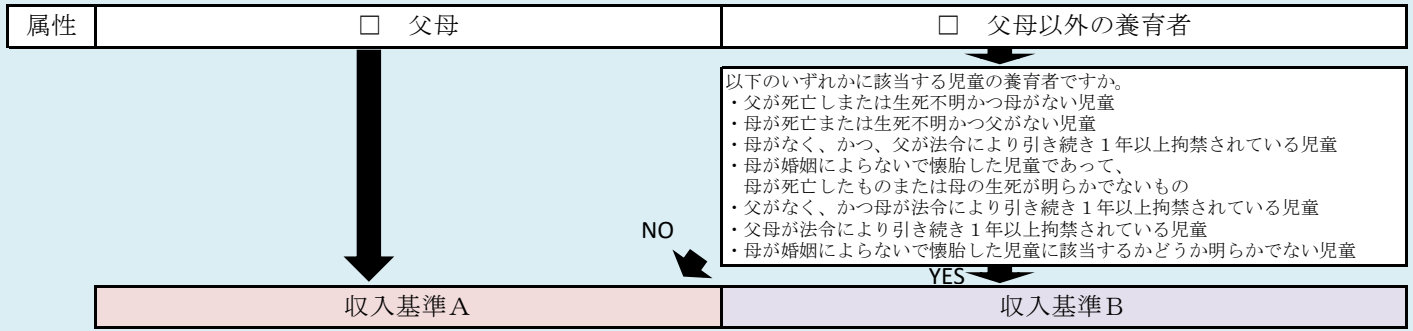 属性
□ 父母
□ 父母以外の養育者
以下のいずれかに該当する児童の養育者ですか。
・父が死亡しまたは生死不明かつ母がない児童
・母が死亡または生死不明かつ父がない児童
・母がなく、かつ、父が法令により引き続き１年以上拘禁されている児童
・母が婚姻によらないで懐胎した児童であって、
母が死亡したものまたは母の生死が明らかでないもの
・父がなく、かつ母が法令により引き続き１年以上拘禁されている児童
・父母が法令により引き続き１年以上拘禁されている児童
・母が婚姻によらないで懐胎した児童に該当するかどうか明らかでない児童
NO
YES
収入基準Ａ
収入基準Ｂ